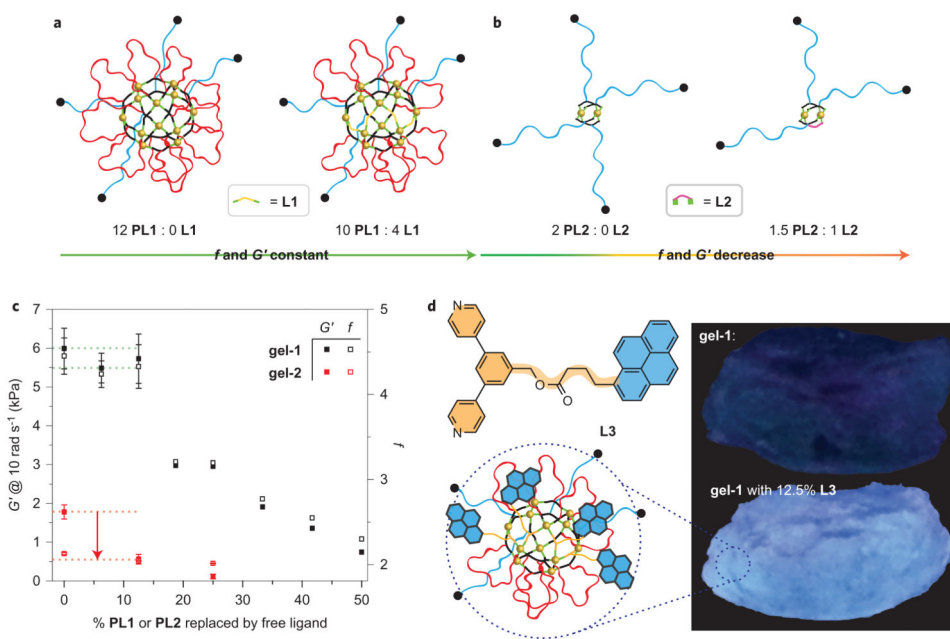 a
b
= L1
= L2
12 PL1 : 0 L1
10 PL1 : 4 L1
2 PL2 : 0 L2
1.5 PL2 : 1 L2
f and G′ constant
f and G′ decrease
c
7
6
5
4
3
2
1
0
G′ @ 10 rad s⁻¹ (kPa)
G′ f
gel-1
gel-2
5
4
3
2
f
0 10 20 30 40 50
% PL1 or PL2 replaced by free ligand
d
N
N
O
O
L3
gel-1:
gel-1 with 12.5% L3